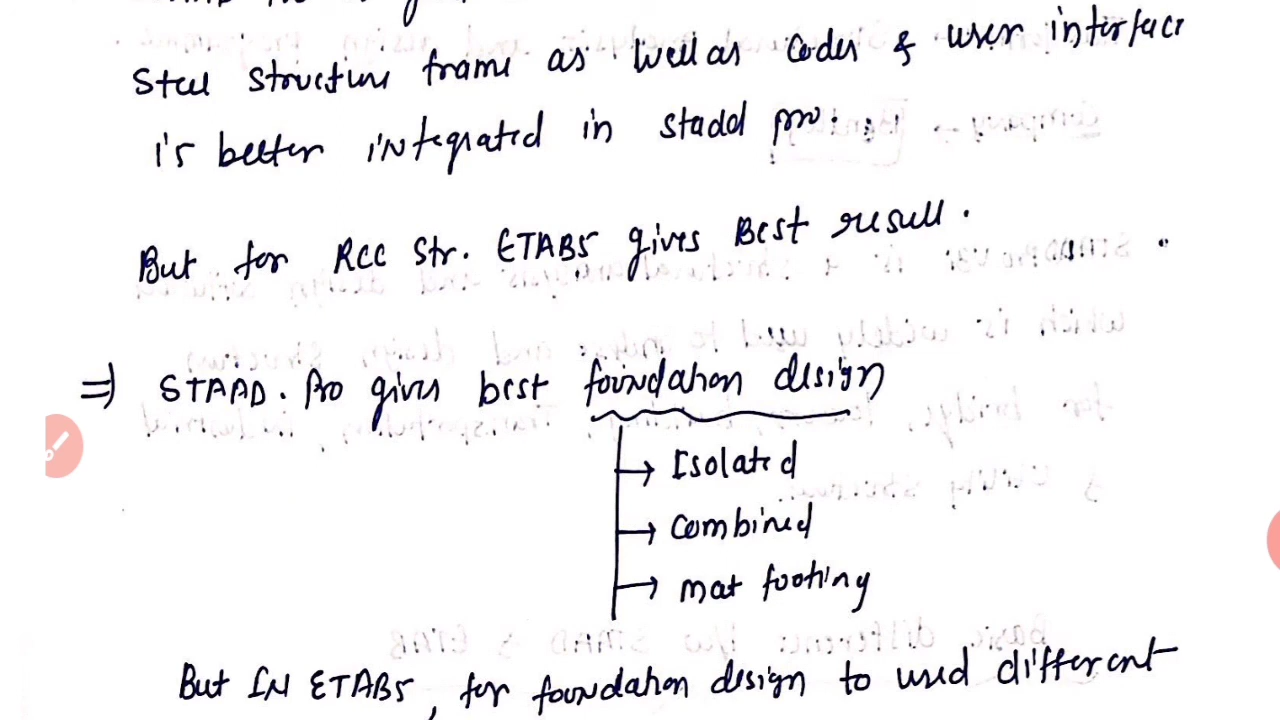 Steel structure frame as well as codes & user interface
is better integrated in stadd pro.
But for RCC Str. ETABS gives Best result.
⇒ STAAD. Pro gives best foundation design
→ Isolated
→ combined
→ mat footing
But IN ETABS, for foundation design to used different